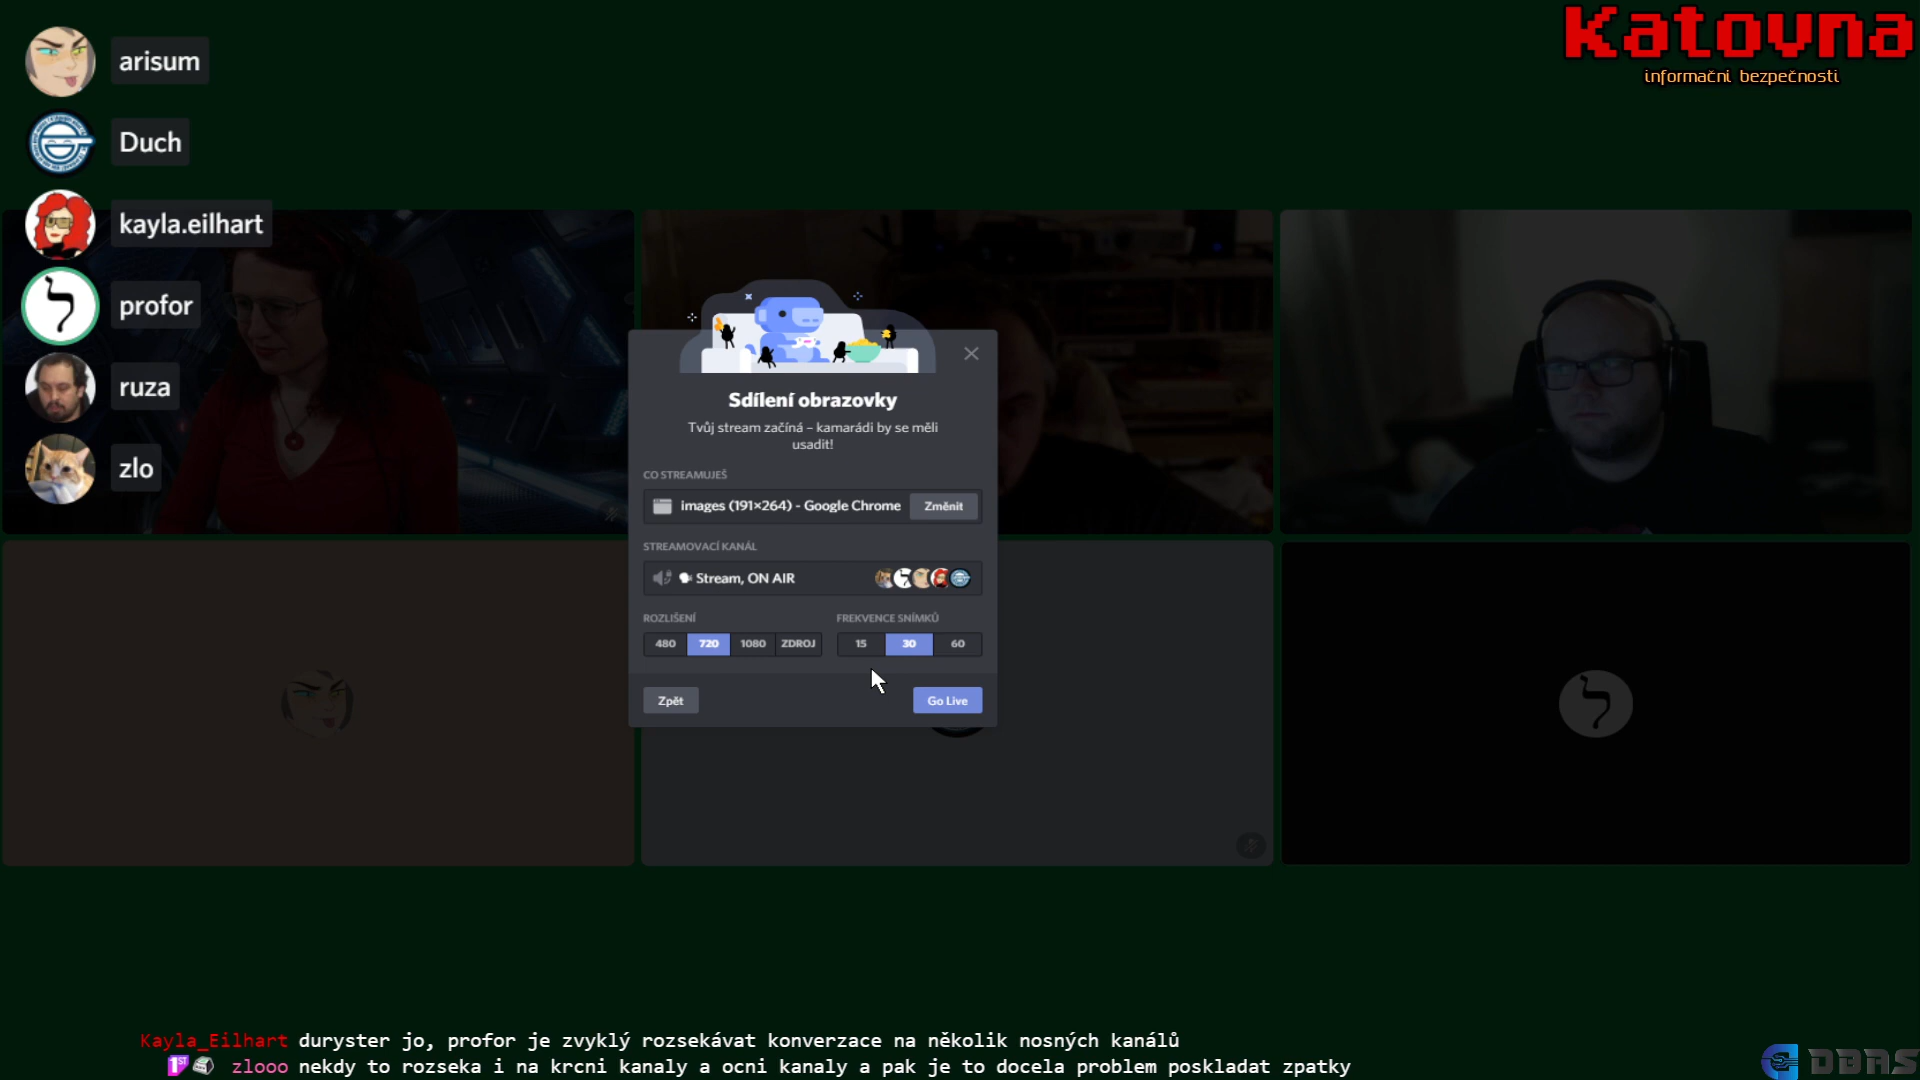 Katovna
informační bezpečnosti
arisum
Duch
kayla.eilhart
profor
ruza
zlo
Sdílení obrazovky
Tvůj stream začíná – kamarádi by se měli
usadit!
CO STREAMUJEŠ
images (191×264) - Google Chrome
Změnit
STREAMOVACÍ KANÁL
Stream, ON AIR
ROZLIŠENÍ
FREKVENCE SNÍMKŮ
480 720 1080 ZDROJ
15 30 60
Zpět
Go Live
Kayla_Eilhart duryster jo, profor je zvyklý rozsekávat konverzace na několik nosných kanálů
1ST zlooo nekdy to rozseka i na krcni kanaly a ocni kanaly a pak je to docela problem poskladat zpatky
DBAS